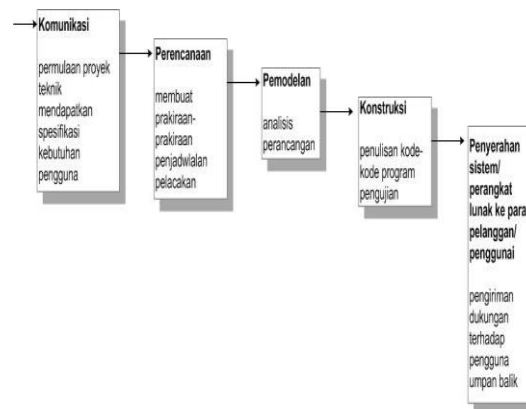 Komunikasi
permulaan proyek
teknik
mendapatkan
spesifikasi
kebutuhan
pengguna
Perencanaan
membuat
prakiraan-
prakiraan
penjadwlalan
pelacakan
Pemodelan
analisis
perancangan
Konstruksi
penulisan kode-
kode program
pengujian
Penyerahan
sistem/
perangkat
lunak ke para
pelanggan/
penggunai
pengiriman
dukungan
terhadap
pengguna
umpan balik